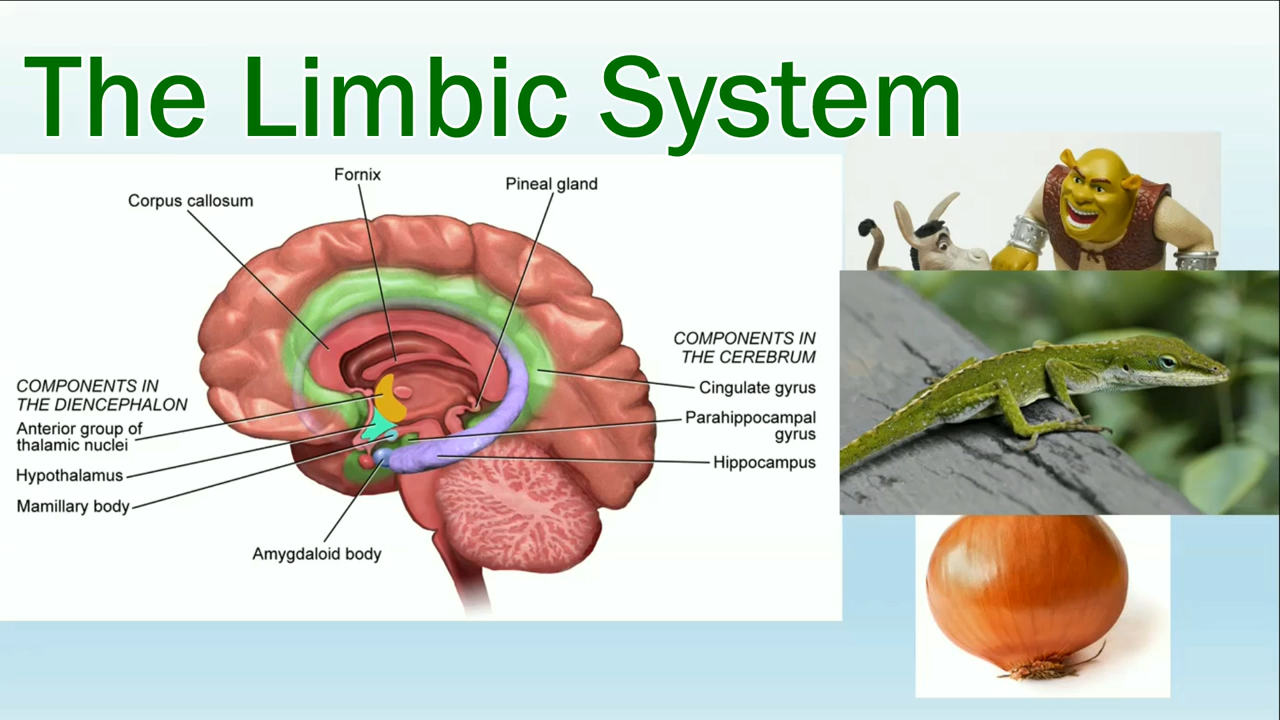 The Limbic System
Fornix
Pineal gland
Corpus callosum
COMPONENTS IN
THE CEREBRUM
Cingulate gyrus
Parahippocampal
gyrus
Hippocampus
COMPONENTS IN
THE DIENCEPHALON
Anterior group of
thalamic nuclei
Hypothalamus
Mamillary body
Amygdaloid body